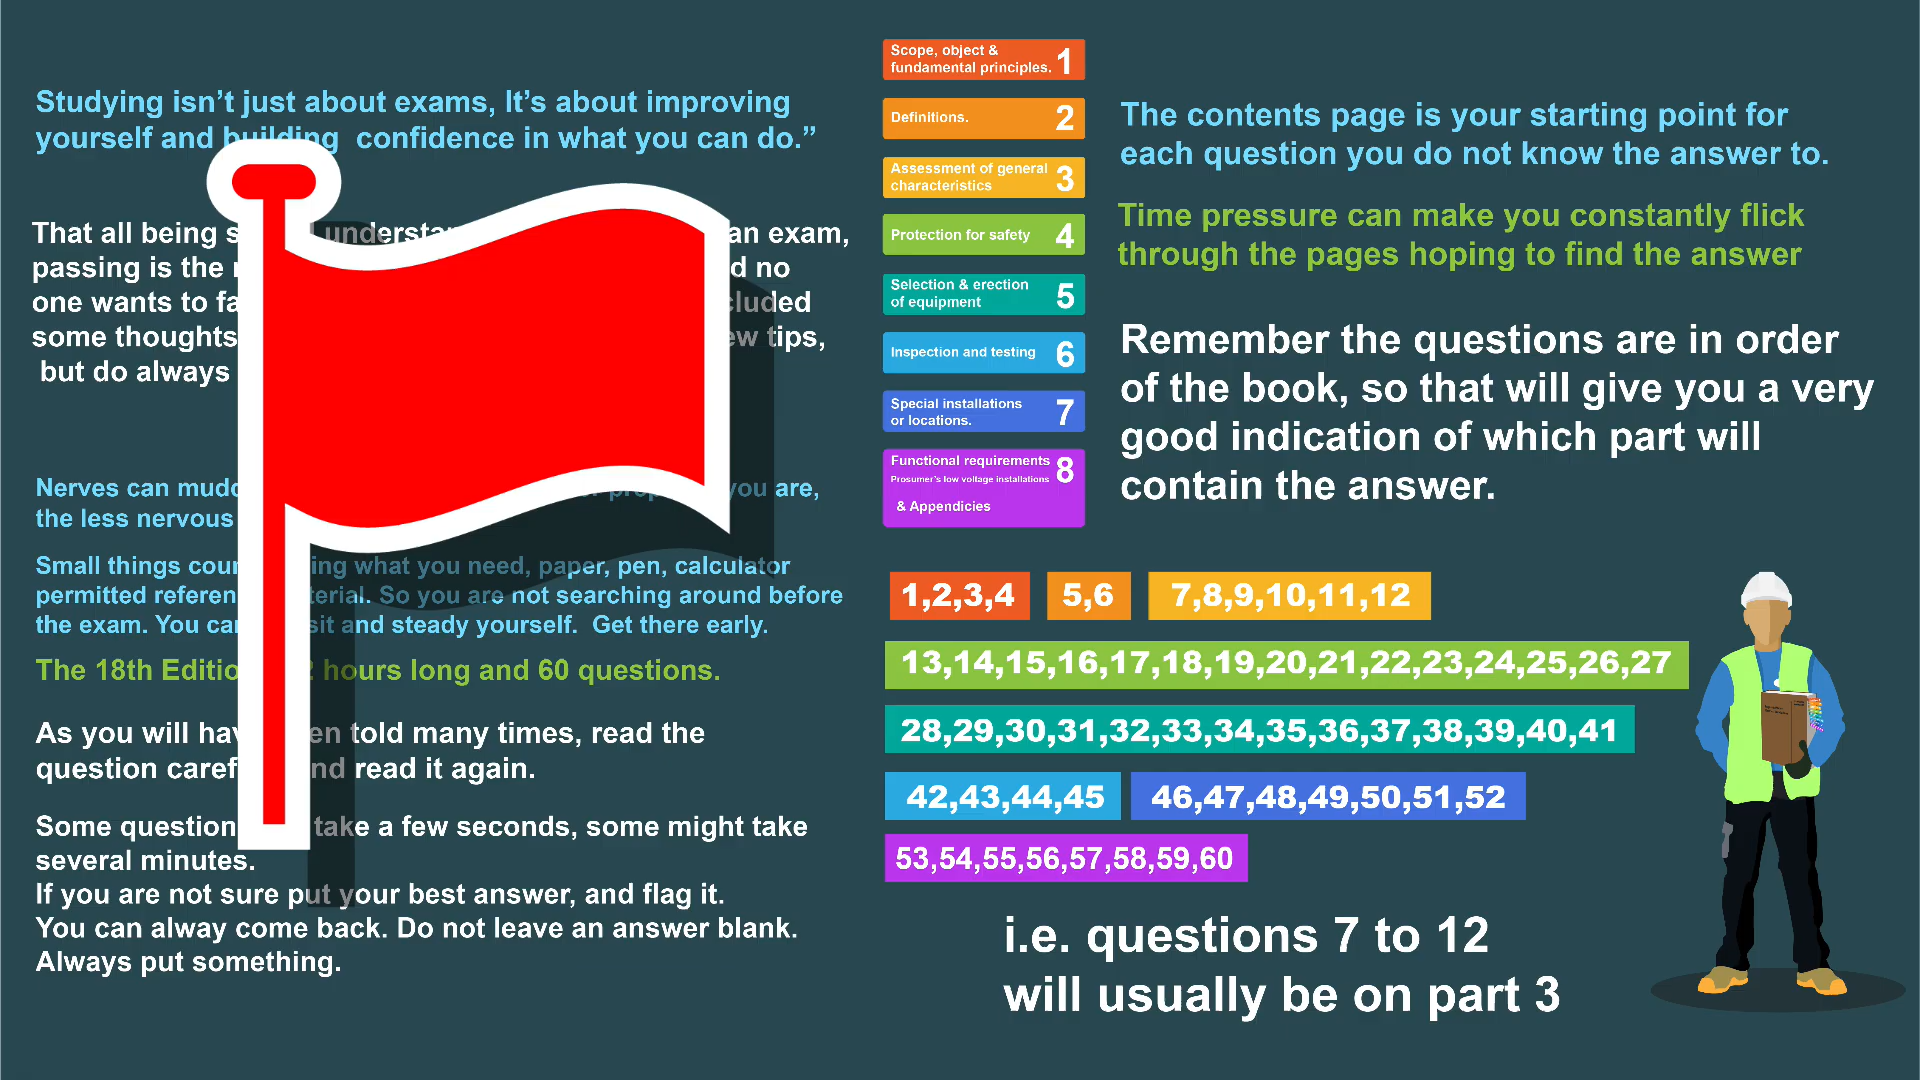 Studying isn't just about exams, It's about improving
yourself and building confidence in what you can do.”
That all being s understa an exam,
passing is the d no
one wants to fa cluded
some thoughts ew tips,
but do always
Nerves can mudd you are,
the less nervous
Small things coun ing what you need, paper, pen, calculator
permitted referen terial. So you are not searching around before
the exam. You can sit and steady yourself. Get there early.
The 18th Editio 2 hours long and 60 questions.
As you will hav en told many times, read the
question caref nd read it again.
Some question take a few seconds, some might take
several minutes.
If you are not sure put your best answer, and flag it.
You can alway come back. Do not leave an answer blank.
Always put something.
Scope, object &
fundamental principles. 1
Definitions. 2
Assessment of general
characteristics 3
Protection for safety 4
Selection & erection
of equipment 5
Inspection and testing 6
Special installations
or locations. 7
Functional requirements 8
Prosumer's low voltage installations
& Appendicies
The contents page is your starting point for
each question you do not know the answer to.
Time pressure can make you constantly flick
through the pages hoping to find the answer
Remember the questions are in order
of the book, so that will give you a very
good indication of which part will
contain the answer.
1,2,3,4 5,6 7,8,9,10,11,12
13,14,15,16,17,18,19,20,21,22,23,24,25,26,27
28,29,30,31,32,33,34,35,36,37,38,39,40,41
42,43,44,45 46,47,48,49,50,51,52
53,54,55,56,57,58,59,60
i.e. questions 7 to 12
will usually be on part 3